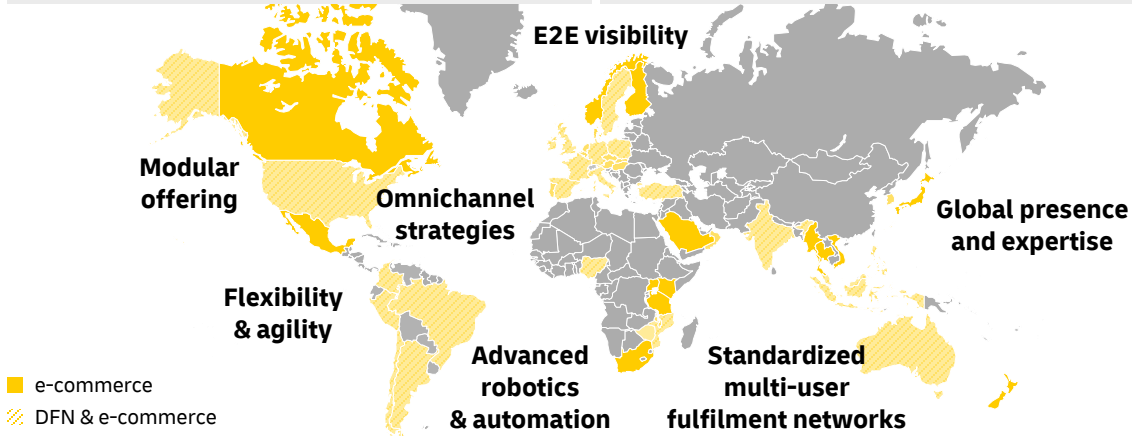 E2E visibility
Modular
offering
Omnichannel
strategies
Global presence
and expertise
Flexibility
& agility
Advanced
robotics
& automation
Standardized
multi-user
fulfilment networks
e-commerce
DFN & e-commerce